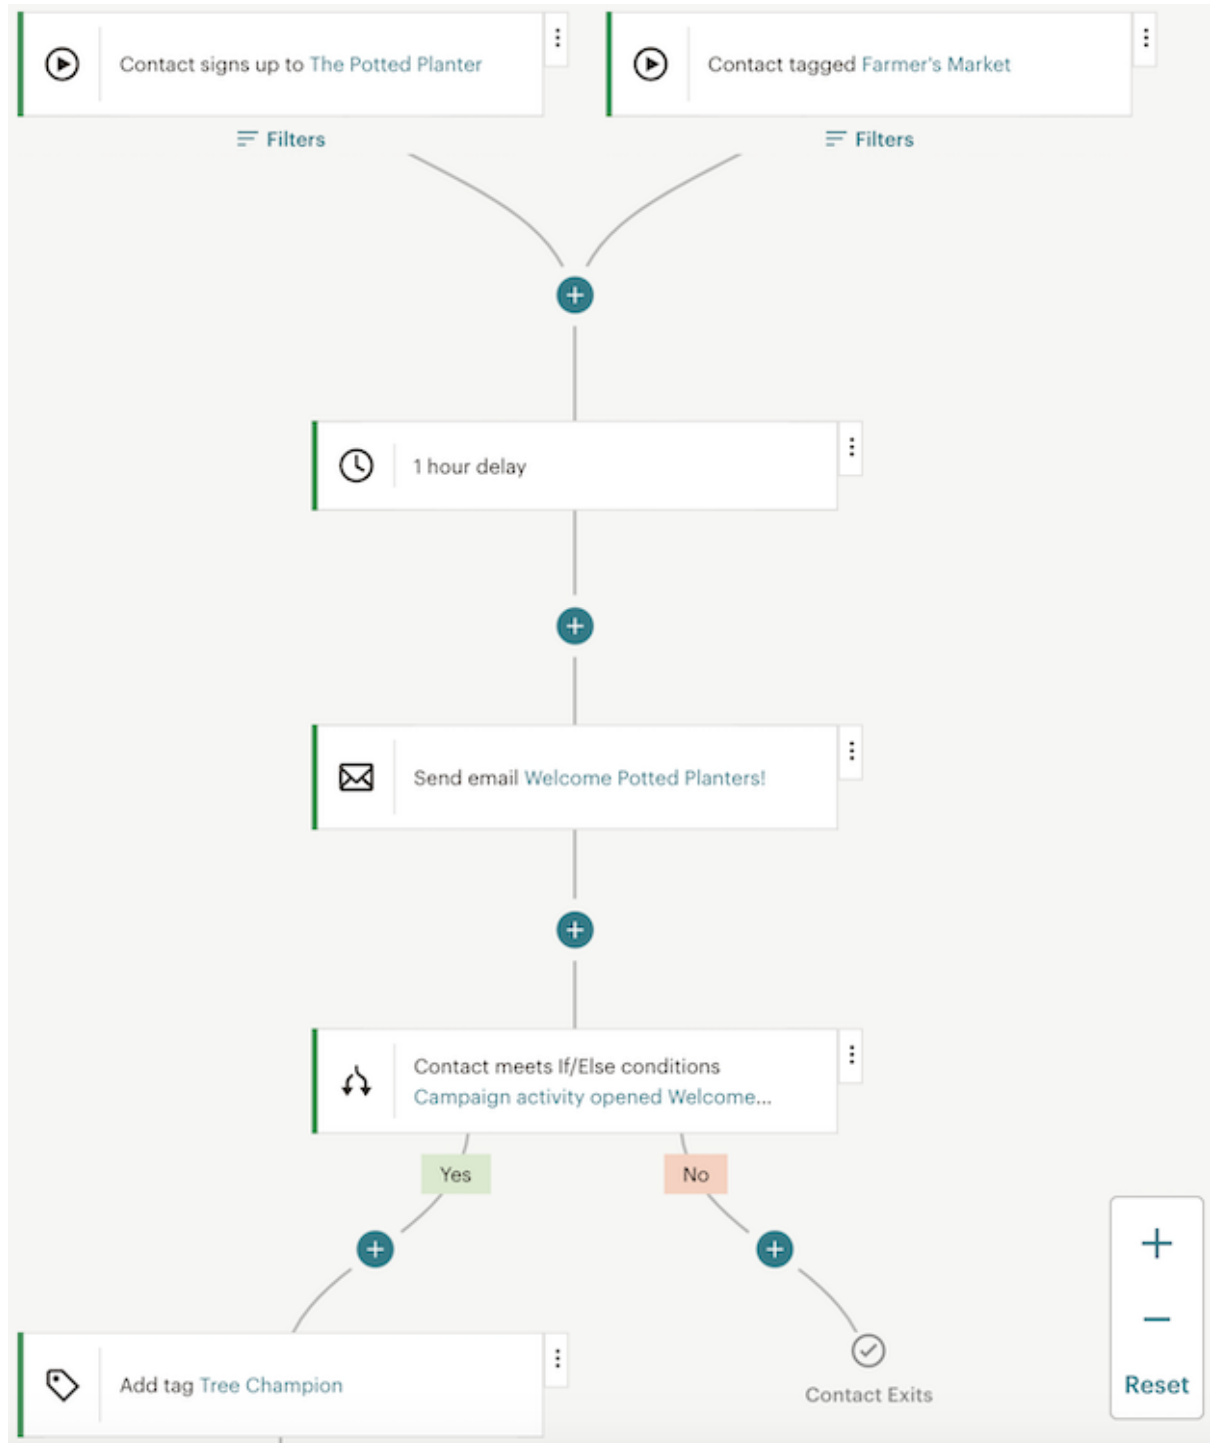 Contact signs up to The Potted Planter
Contact tagged Farmer's Market
Filters
Filters
1 hour delay
Send email Welcome Potted Planters!
Contact meets If/Else conditions
Campaign activity opened Welcome...
Yes
No
Add tag Tree Champion
Contact Exits
+
−
Reset